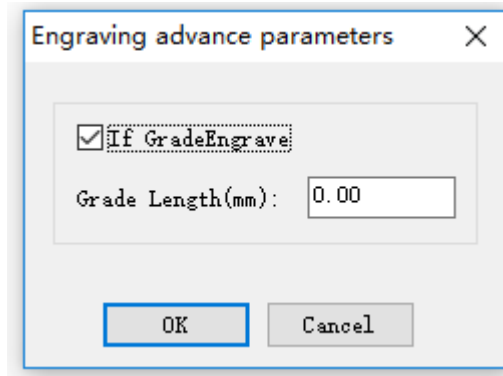 Engraving advance parameters
If GradeEngrave
Grade Length(mm): 0.00
OK Cancel